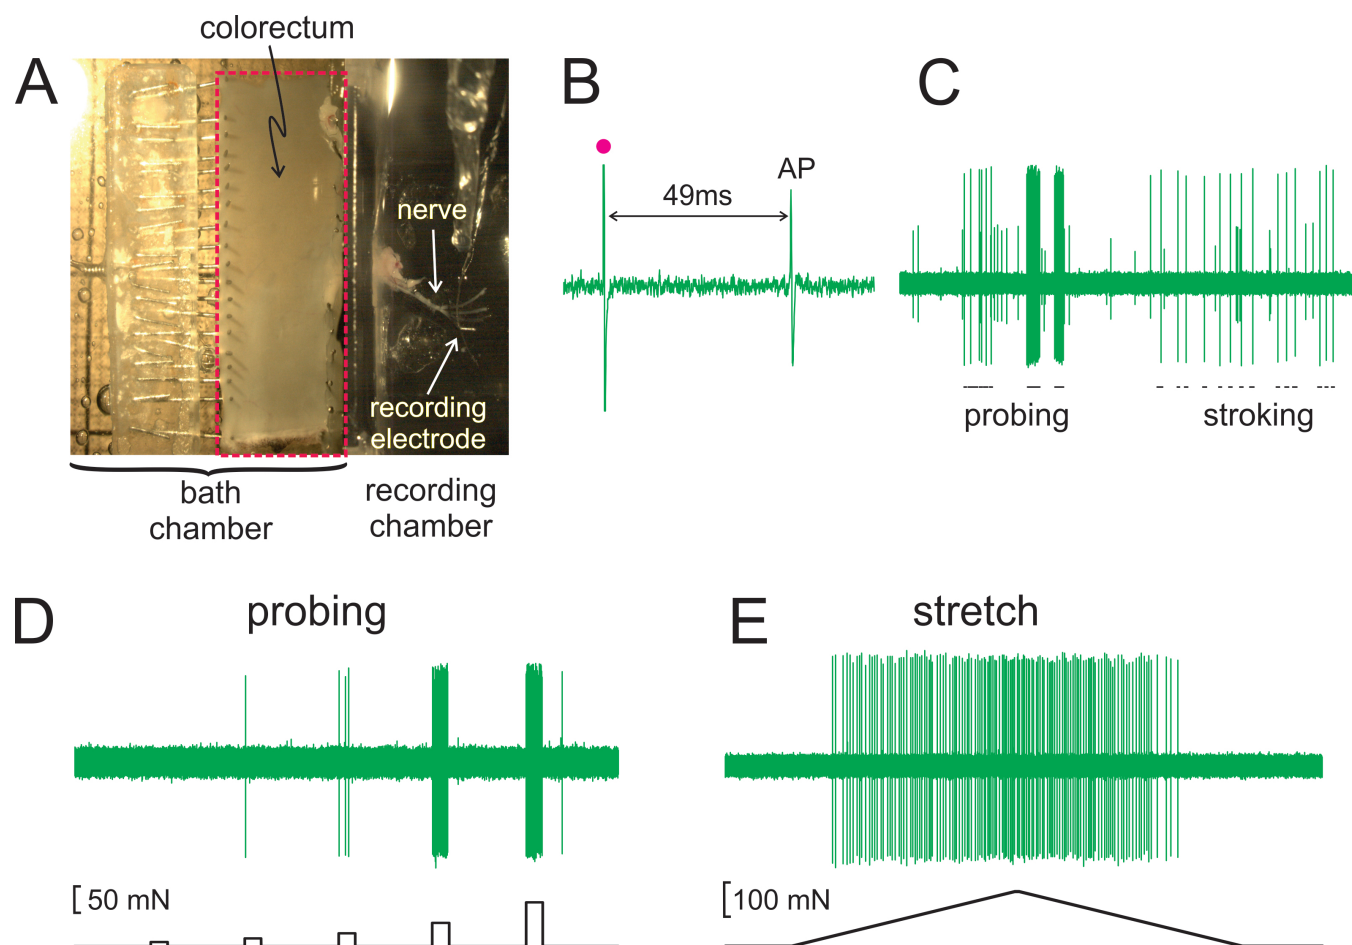 colorectum
A
nerve
recording
electrode
bath
chamber
recording
chamber
B
AP
49ms
C
probing
stroking
D
probing
50 mN
E
stretch
100 mN